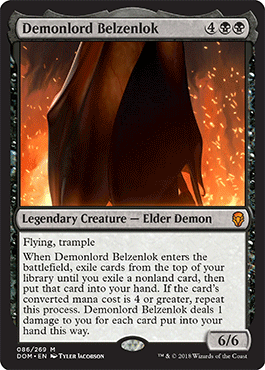 Demonlord Belzenlok 4
Legendary Creature — Elder Demon
Flying, trample
When Demonlord Belzenlok enters the
battlefield, exile cards from the top of your
library until you exile a nonland card, then
put that card into your hand. If the card's
converted mana cost is 4 or greater, repeat
this process. Demonlord Belzenlok deals 1
damage to you for each card put into your
hand this way.
6/6
086/269 M
DOM • EN Tyler Jacobson
™ & © 2018 Wizards of the Coast